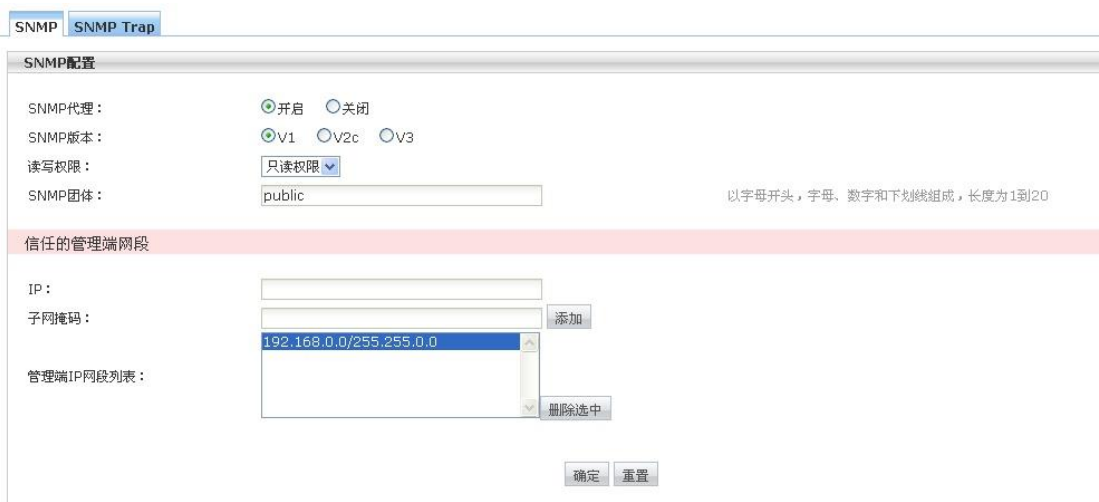 SNMP SNMP Trap
SNMP配置
SNMP代理： 开启 关闭
SNMP版本： V1 V2c V3
读写权限： 只读权限
SNMP团体： public 以字母开头，字母、数字和下划线组成，长度为1到20
信任的管理端网段
IP：
子网掩码： 添加
192.168.0.0/255.255.0.0
管理端IP网段列表：
删除选中
确定 重置